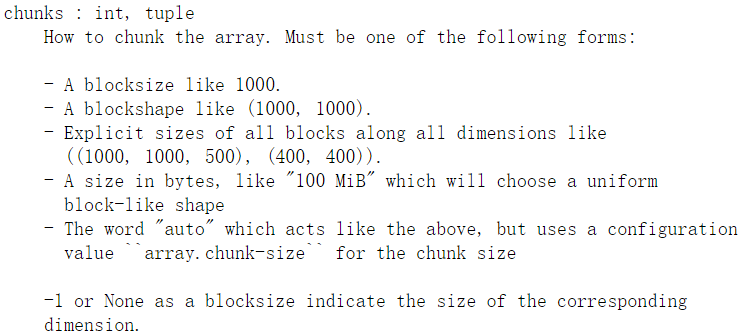 chunks : int, tuple
How to chunk the array. Must be one of the following forms:
- A blocksize like 1000.
- A blockshape like (1000, 1000).
- Explicit sizes of all blocks along all dimensions like
((1000, 1000, 500), (400, 400)).
- A size in bytes, like "100 MiB" which will choose a uniform
block-like shape
- The word "auto" which acts like the above, but uses a configuration
value ``array.chunk-size`` for the chunk size
-1 or None as a blocksize indicate the size of the corresponding
dimension.